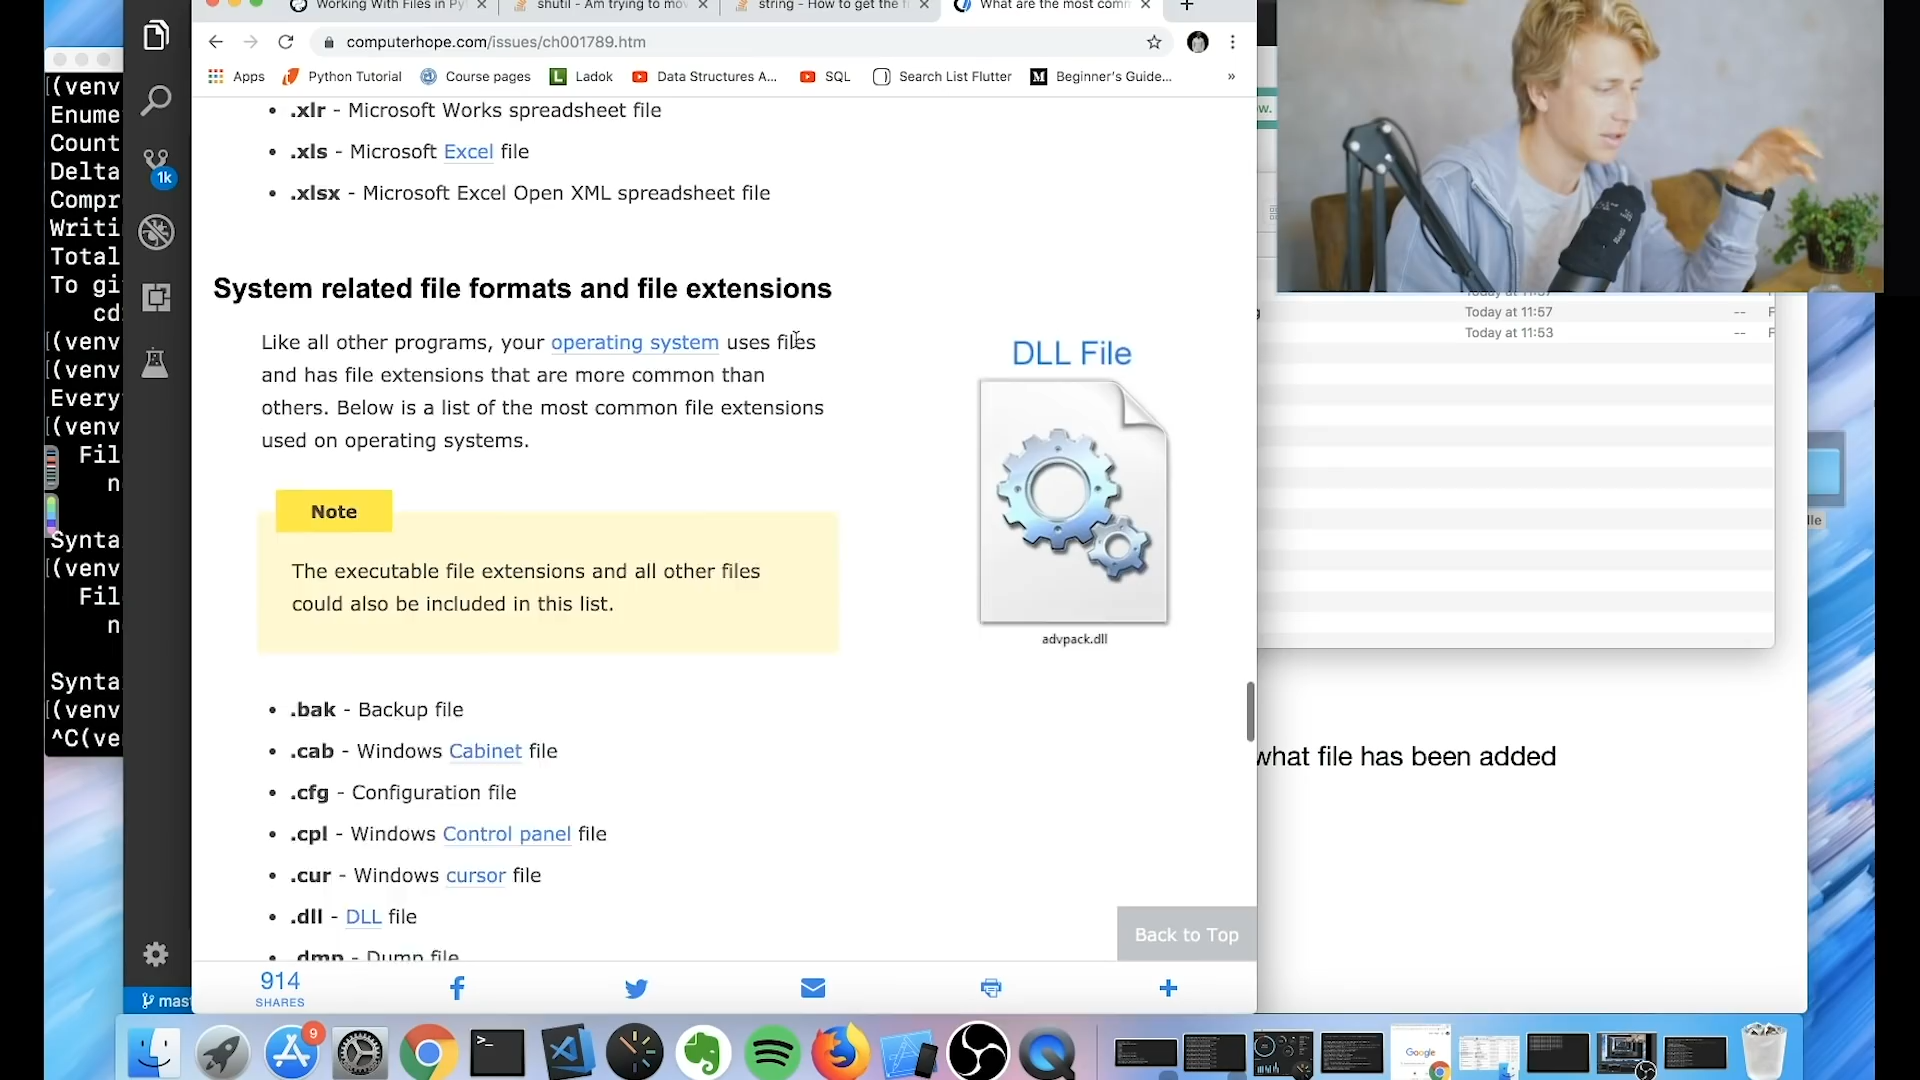 Working With Files in Py
shutil - Am trying to mov
string - How to get the f
What are the most comm
computerhope.com/issues/ch001789.htm
Apps
Python Tutorial
Course pages
Ladok
Data Structures A...
SQL
Search List Flutter
Beginner's Guide...
»
.xlr - Microsoft Works spreadsheet file
.xls - Microsoft Excel file
.xlsx - Microsoft Excel Open XML spreadsheet file
System related file formats and file extensions
Like all other programs, your operating system uses files
and has file extensions that are more common than
others. Below is a list of the most common file extensions
used on operating systems.
Note
The executable file extensions and all other files
could also be included in this list.
DLL File
advpack.dll
.bak - Backup file
.cab - Windows Cabinet file
.cfg - Configuration file
.cpl - Windows Control panel file
.cur - Windows cursor file
.dll - DLL file
.dmp - Dump file
Back to Top
914
SHARES
(venv
Enume
Count
Delta
Compr
Writi
Total
To gi
cd
(venv
(venv
Every
(venv
Fil
n
Synta
(venv
Fil
n
Synta
(venv
^C(ve
1k
mast
w.
Today at 11:57
Today at 11:57 -- F
Today at 11:53 -- F
lle
what file has been added
9
Google